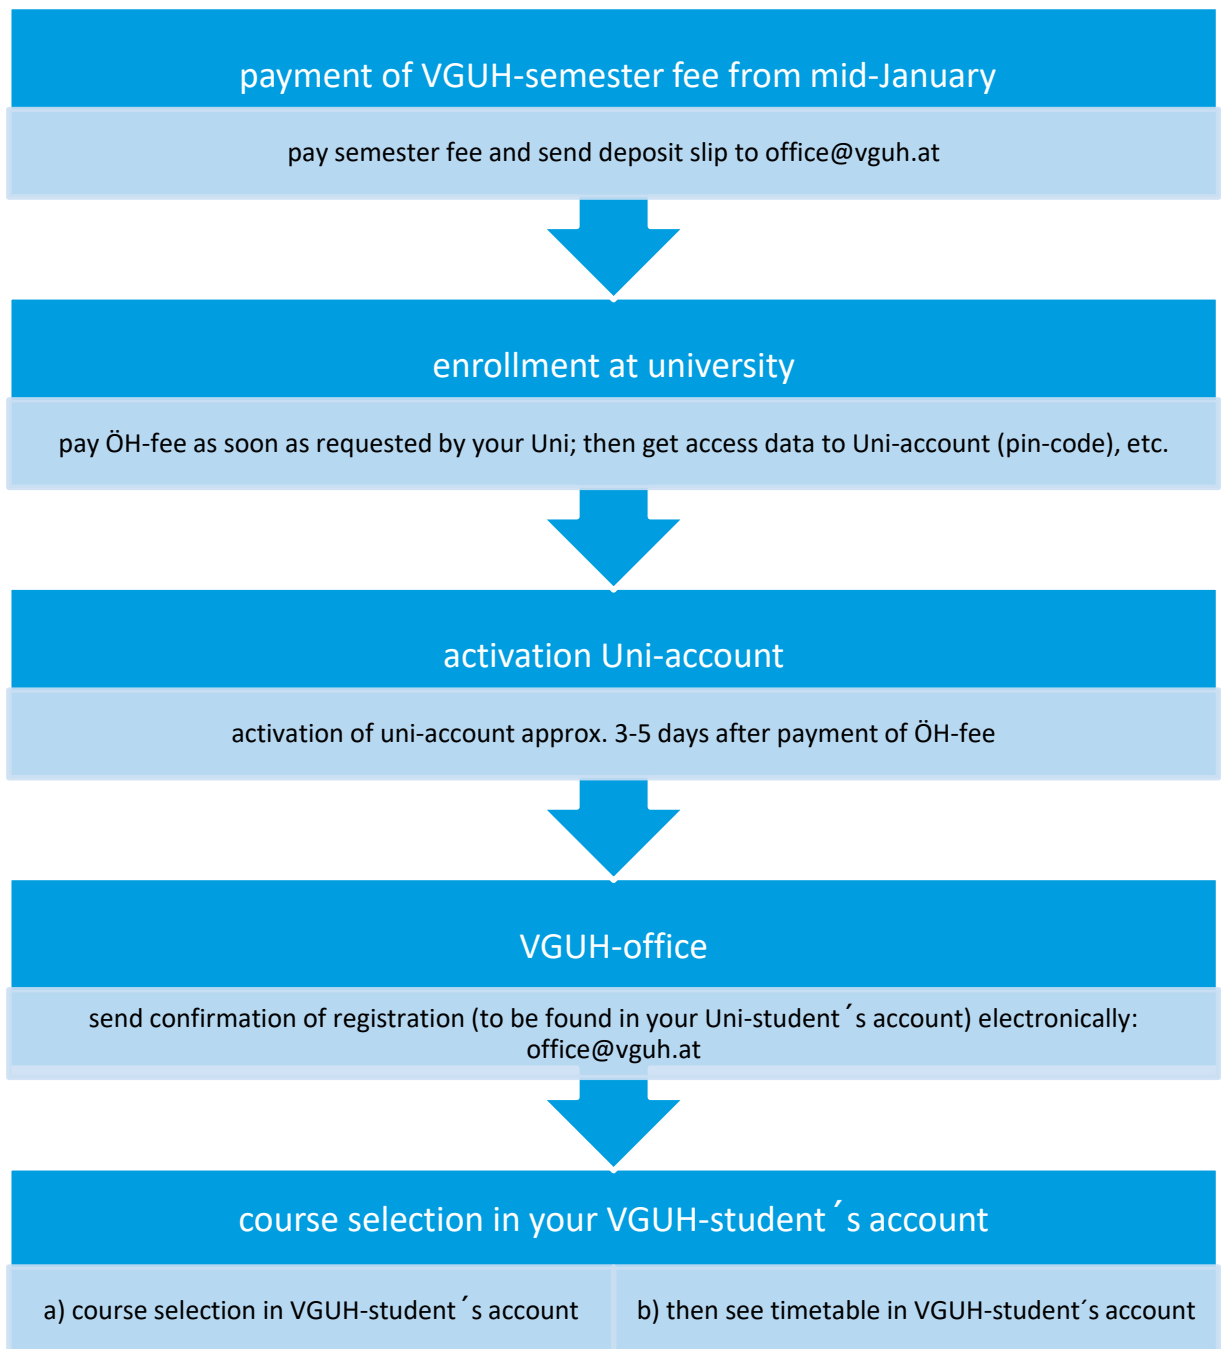 payment of VGUH-semester fee from mid-January
pay semester fee and send deposit slip to office@vguh.at
enrollment at university
pay ÖH-fee as soon as requested by your Uni; then get access data to Uni-account (pin-code), etc.
activation Uni-account
activation of uni-account approx. 3-5 days after payment of ÖH-fee
VGUH-office
send confirmation of registration (to be found in your Uni-student´s account) electronically:
office@vguh.at
course selection in your VGUH-student´s account
a) course selection in VGUH-student´s account
b) then see timetable in VGUH-student´s account